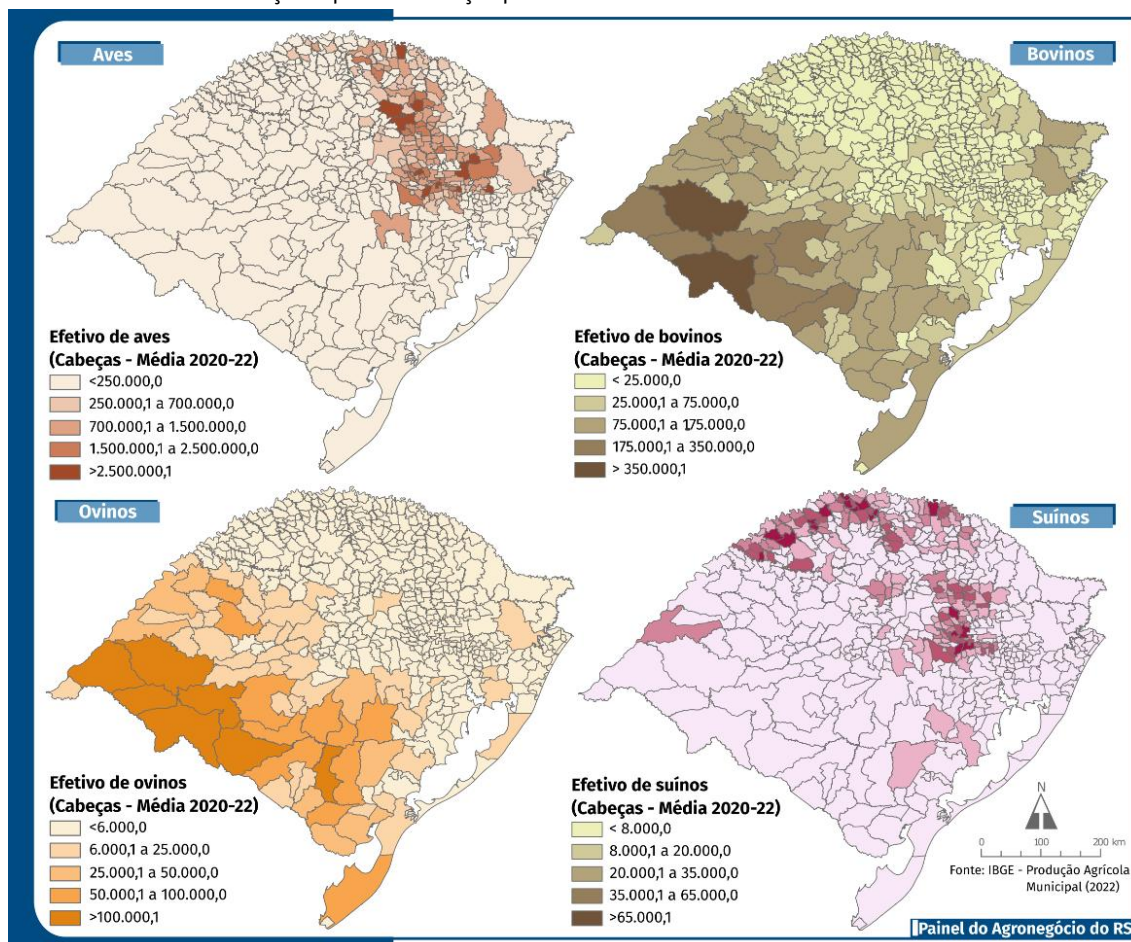 Aves
Efetivo de aves
(Cabeças - Média 2020-22)
<250.000,0
250.000,1 a 700.000,0
700.000,1 a 1.500.000,0
1.500.000,1 a 2.500.000,0
>2.500.000,1
Bovinos
Efetivo de bovinos
(Cabeças - Média 2020-22)
< 25.000,0
25.000,1 a 75.000,0
75.000,1 a 175.000,0
175.000,1 a 350.000,0
> 350.000,1
Ovinos
Efetivo de ovinos
(Cabeças - Média 2020-22)
<6.000,0
6.000,1 a 25.000,0
25.000,1 a 50.000,0
50.000,1 a 100.000,0
>100.000,1
Suínos
Efetivo de suínos
(Cabeças - Média 2020-22)
< 8.000,0
8.000,1 a 20.000,0
20.000,1 a 35.000,0
35.000,1 a 65.000,0
>65.000,1
N
0 100 200 km
Fonte: IBGE - Produção Agrícola
Municipal (2022)
Painel do Agronegócio do RS